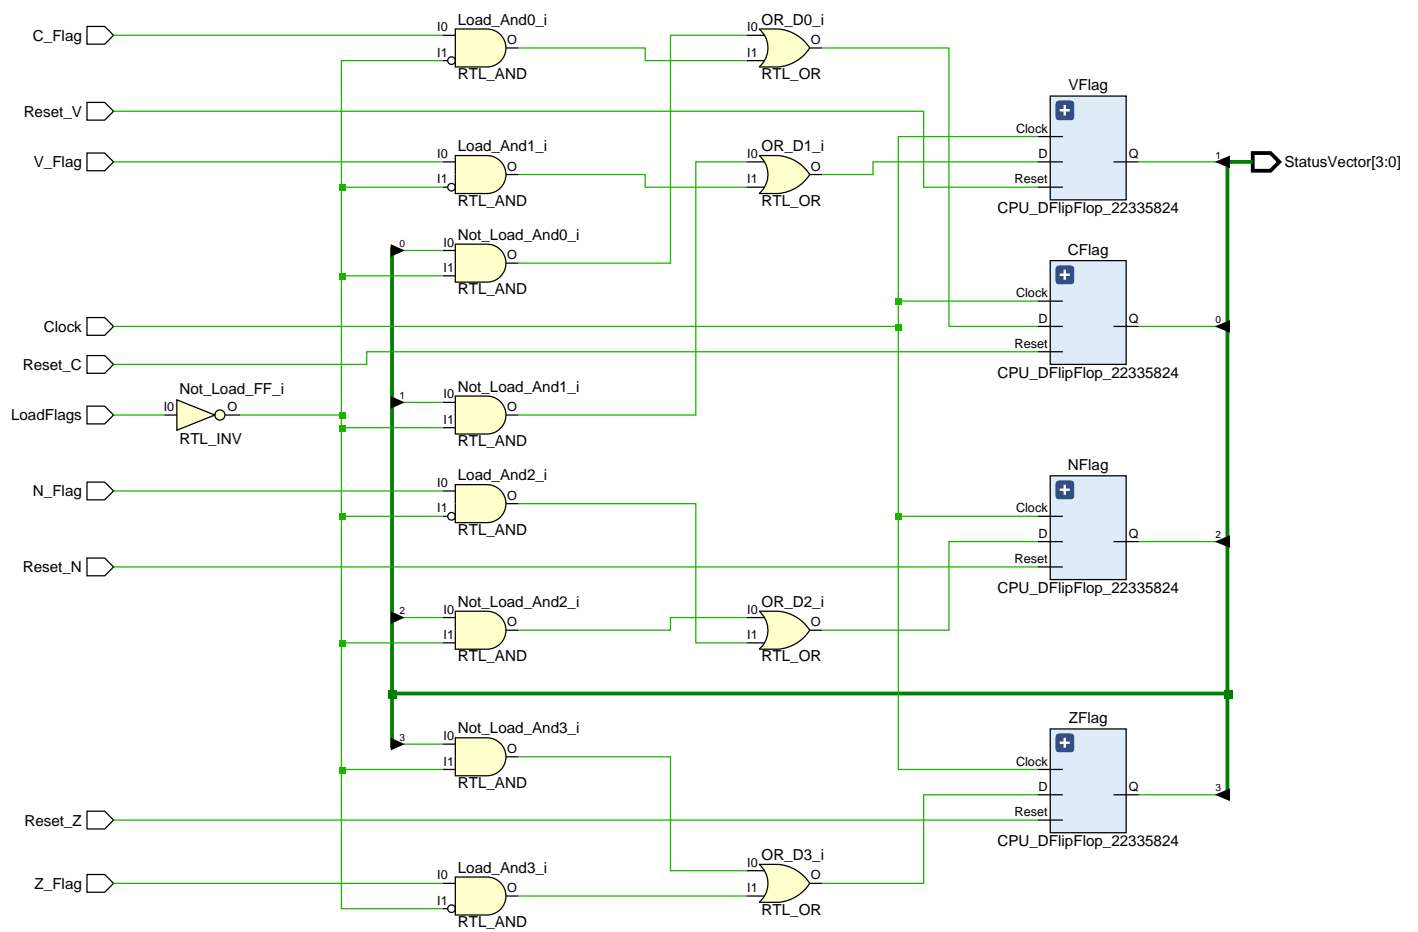 Load_And0_i
OR_D0_i
C_Flag
I0
O
I1
RTL_AND
I0
O
I1
RTL_OR
VFlag
Reset_V
Clock
D
Q
Reset
CPU_DFlipFlop_22335824
1
StatusVector[3:0]
V_Flag
Load_And1_i
I0
O
I1
RTL_AND
OR_D1_i
I0
O
I1
RTL_OR
Not_Load_And0_i
0
I0
O
I1
RTL_AND
CFlag
Clock
D
Q
Reset
CPU_DFlipFlop_22335824
0
Clock
Reset_C
LoadFlags
Not_Load_FF_i
I0
O
RTL_INV
Not_Load_And1_i
1
I0
O
I1
RTL_AND
N_Flag
Load_And2_i
I0
O
I1
RTL_AND
NFlag
Clock
D
Q
Reset
CPU_DFlipFlop_22335824
2
Reset_N
Not_Load_And2_i
2
I0
O
I1
RTL_AND
OR_D2_i
I0
O
I1
RTL_OR
Not_Load_And3_i
3
I0
O
I1
RTL_AND
ZFlag
Clock
D
Q
Reset
CPU_DFlipFlop_22335824
3
Reset_Z
Z_Flag
Load_And3_i
I0
O
I1
RTL_AND
OR_D3_i
I0
O
I1
RTL_OR